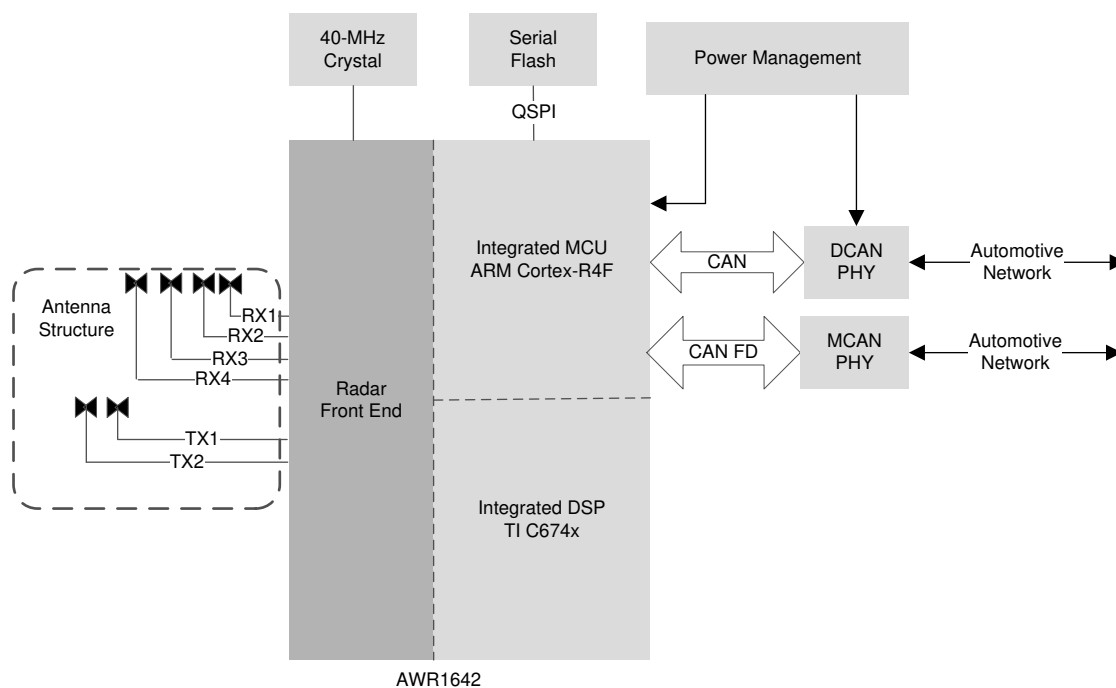 40-MHz
Crystal
Serial
Flash
Power Management
QSPI
Integrated MCU
ARM Cortex-R4F
CAN
DCAN
PHY
Automotive
Network
Antenna
Structure
RX1
RX2
RX3
RX4
CAN FD
MCAN
PHY
Automotive
Network
Radar
Front End
TX1
TX2
Integrated DSP
TI C674x
AWR1642